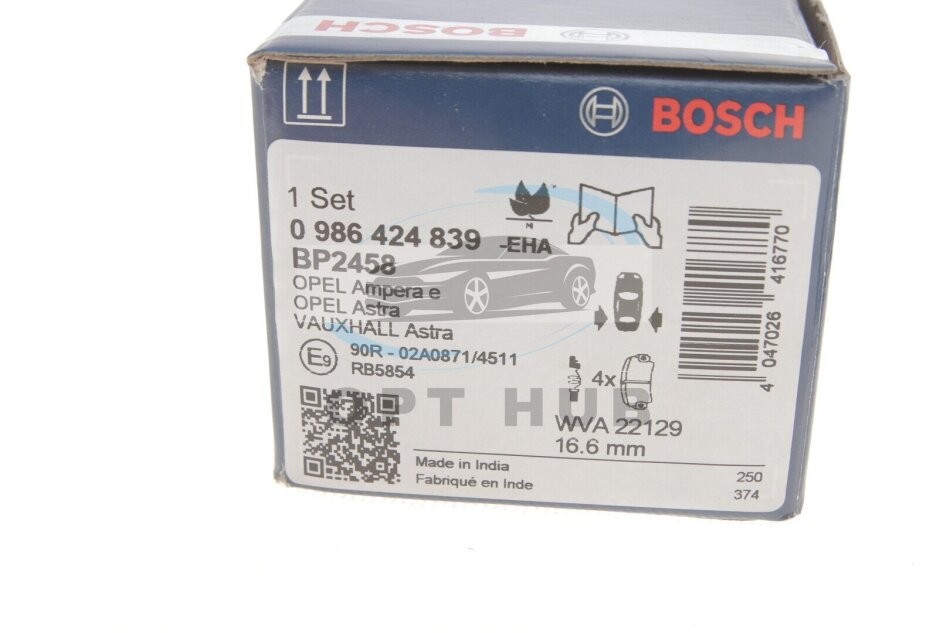 BOSCH
BOSCH
1 Set
0 986 424 839 -EHA
BP2458
OPEL Ampera e
OPEL Astra
VAUXHALL Astra
E9
90R - 02A0871/4511
RB5854
4x
WVA 22129
16.6 mm
Made in India
Fabriqué en Inde
250
374
4 047026 416770
N
OPT HUB